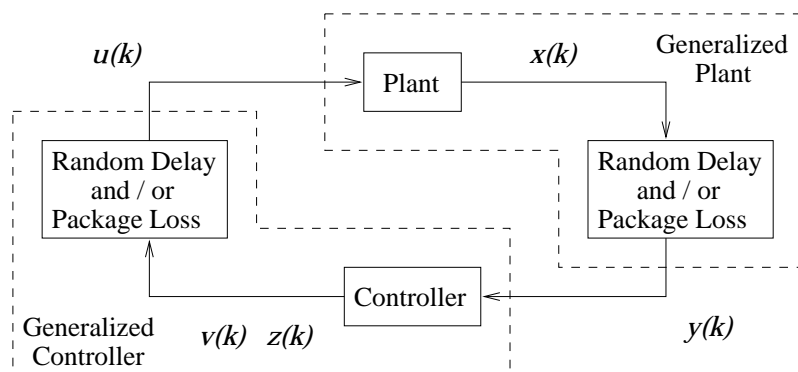 u(k)
x(k)
Generalized
Plant
Plant
Random Delay
and / or
Package Loss
Random Delay
and / or
Package Loss
Controller
Generalized
Controller
v(k) z(k)
y(k)